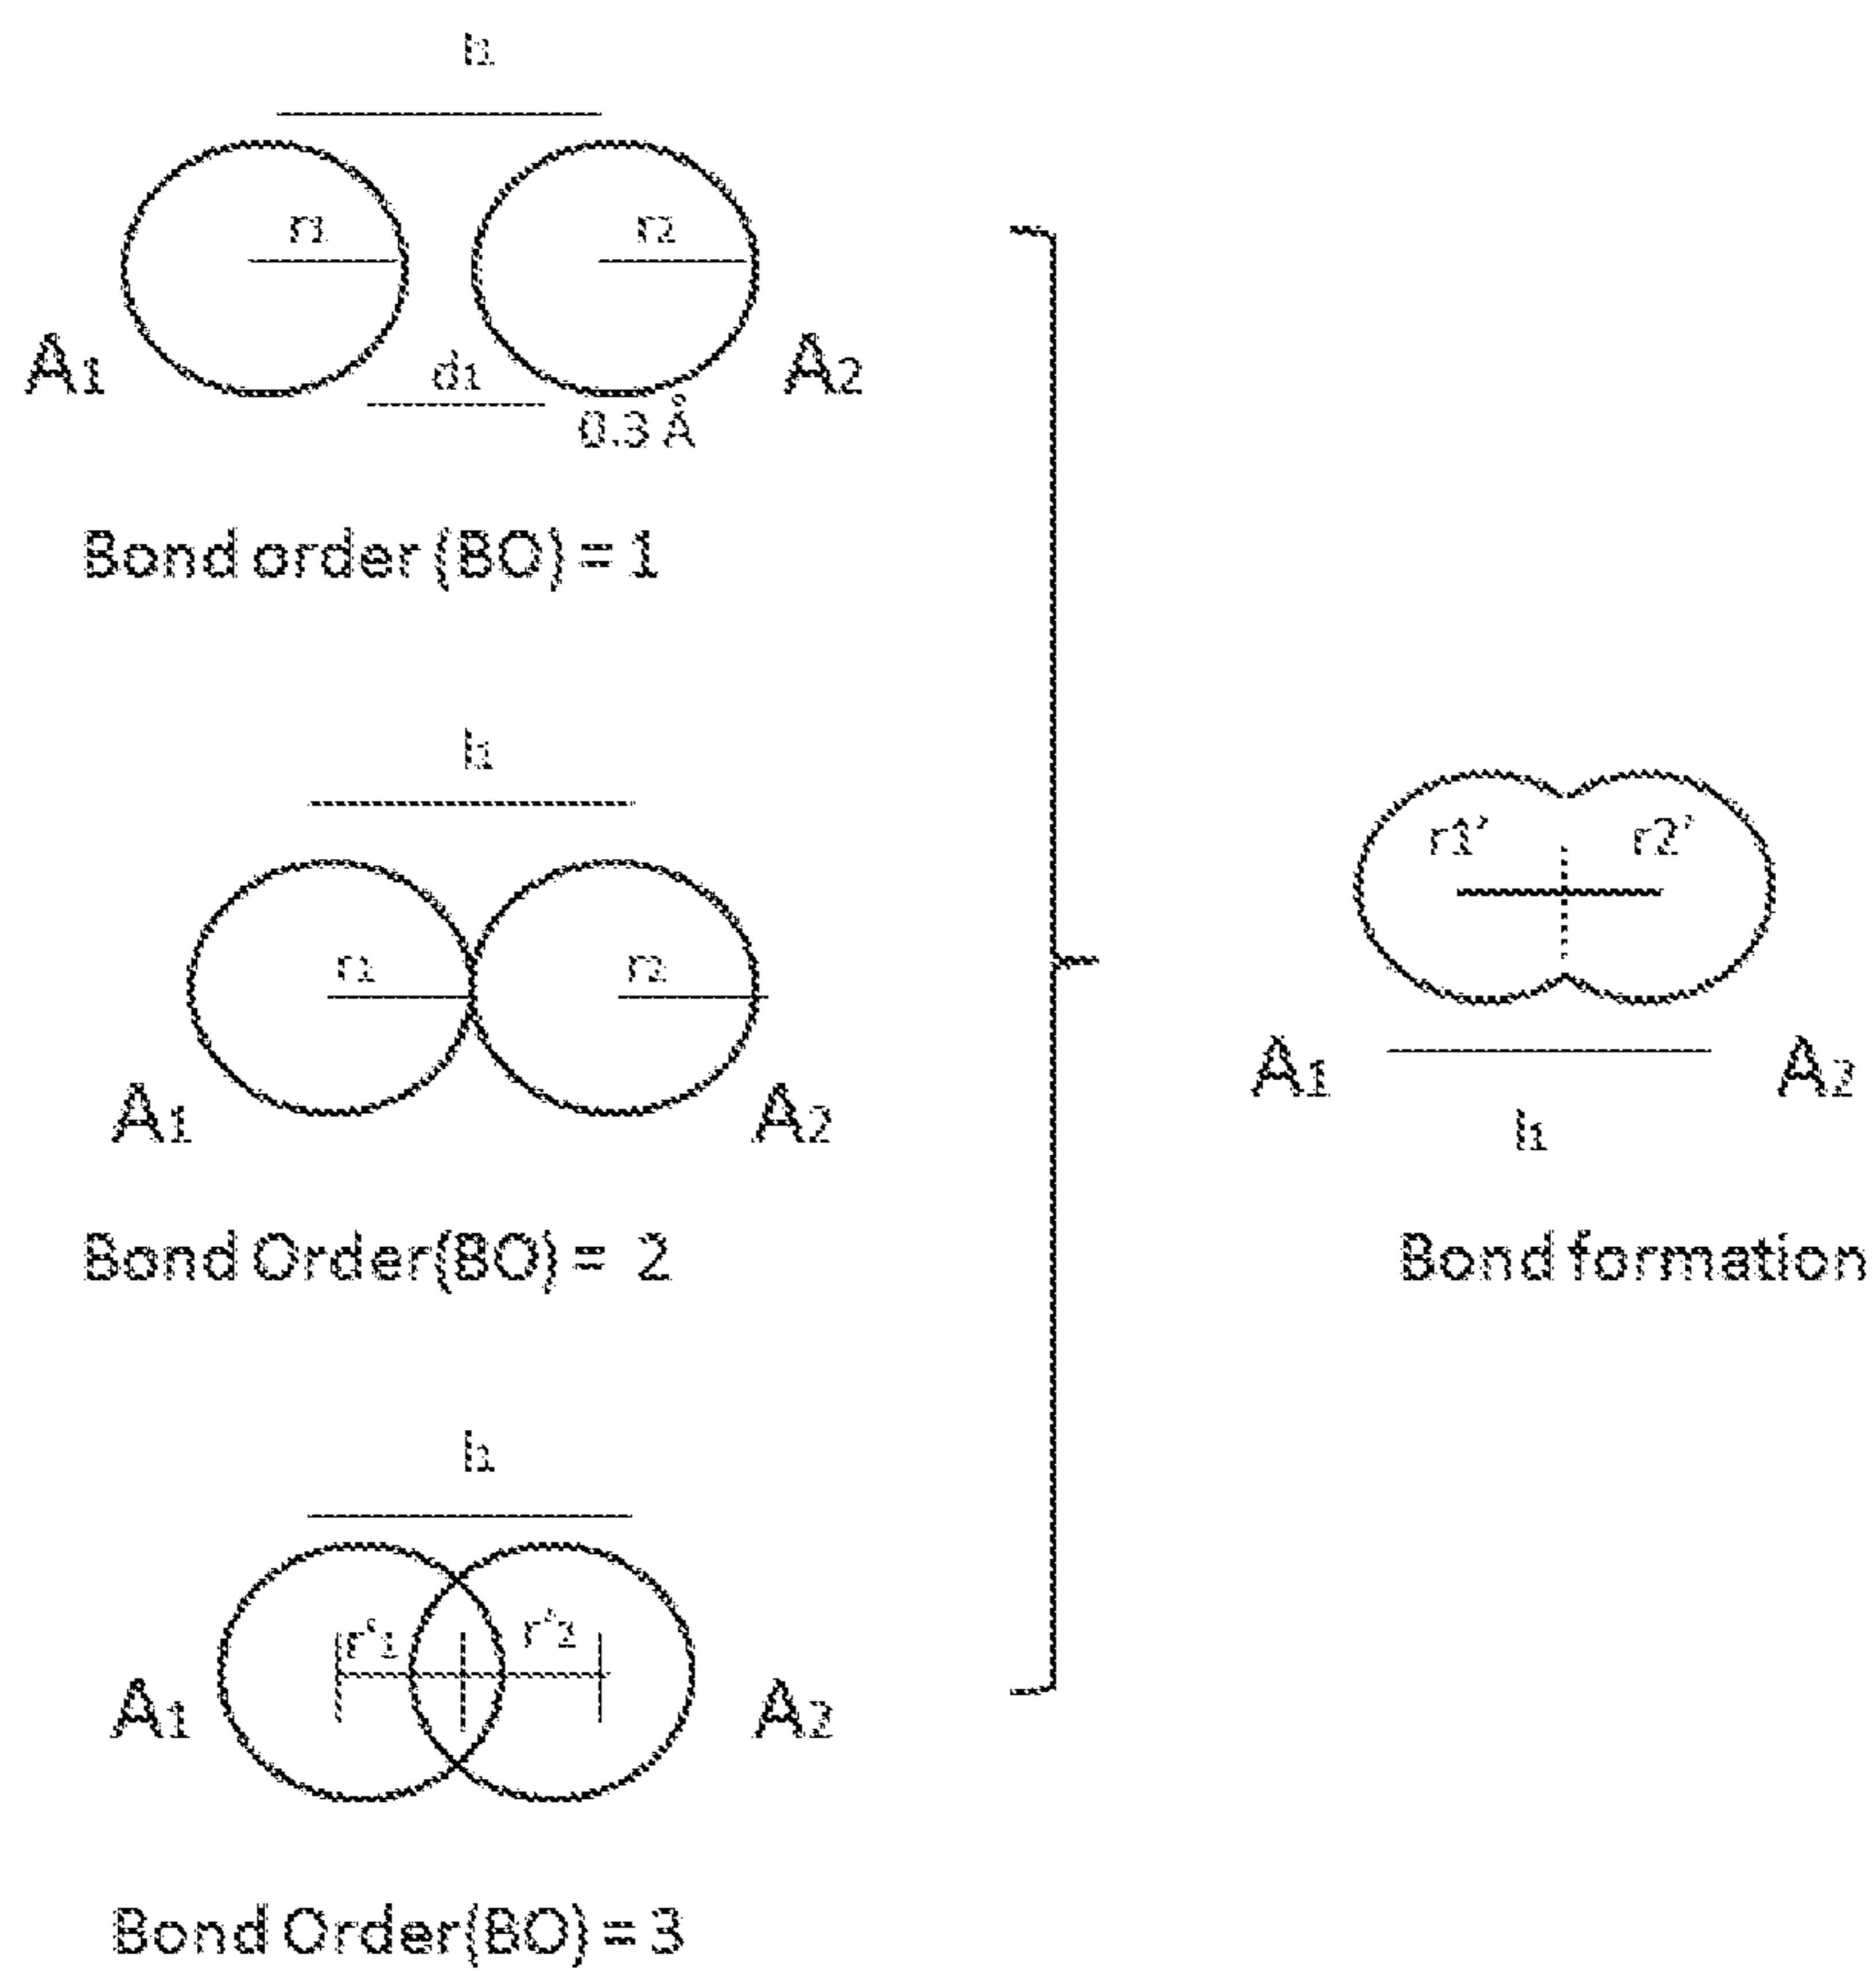 l1
r1
r2
A1
d1
A2
0.3 Å
Bond order (BO) = 1
l1
r1
r2
A1
A2
Bond Order(BO) = 2
l1
r'1
r'2
A1
A2
Bond Order(BO) = 3
r1'
r2'
A1
A2
l1
Bond formation